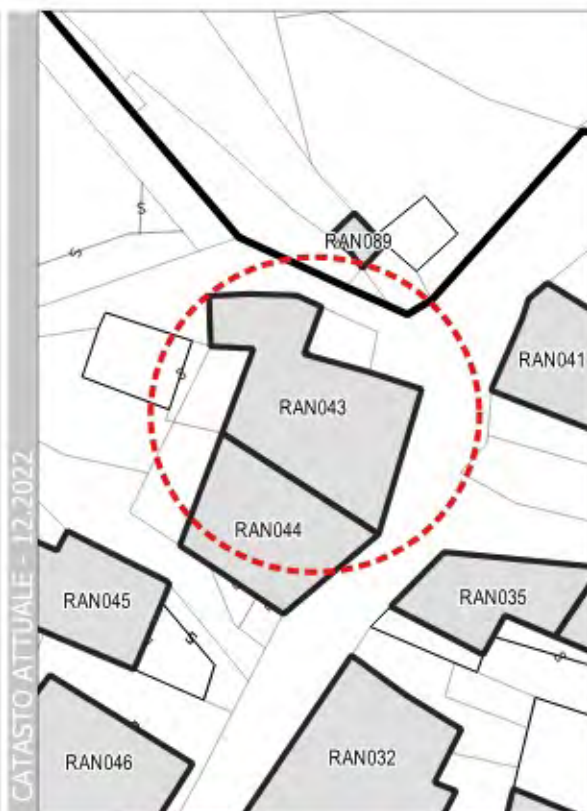 CATASTO ATTUALE - 12.2022
S
S
RAN089
RAN041
RAN043
RAN044
RAN045
RAN035
RAN046
RAN032